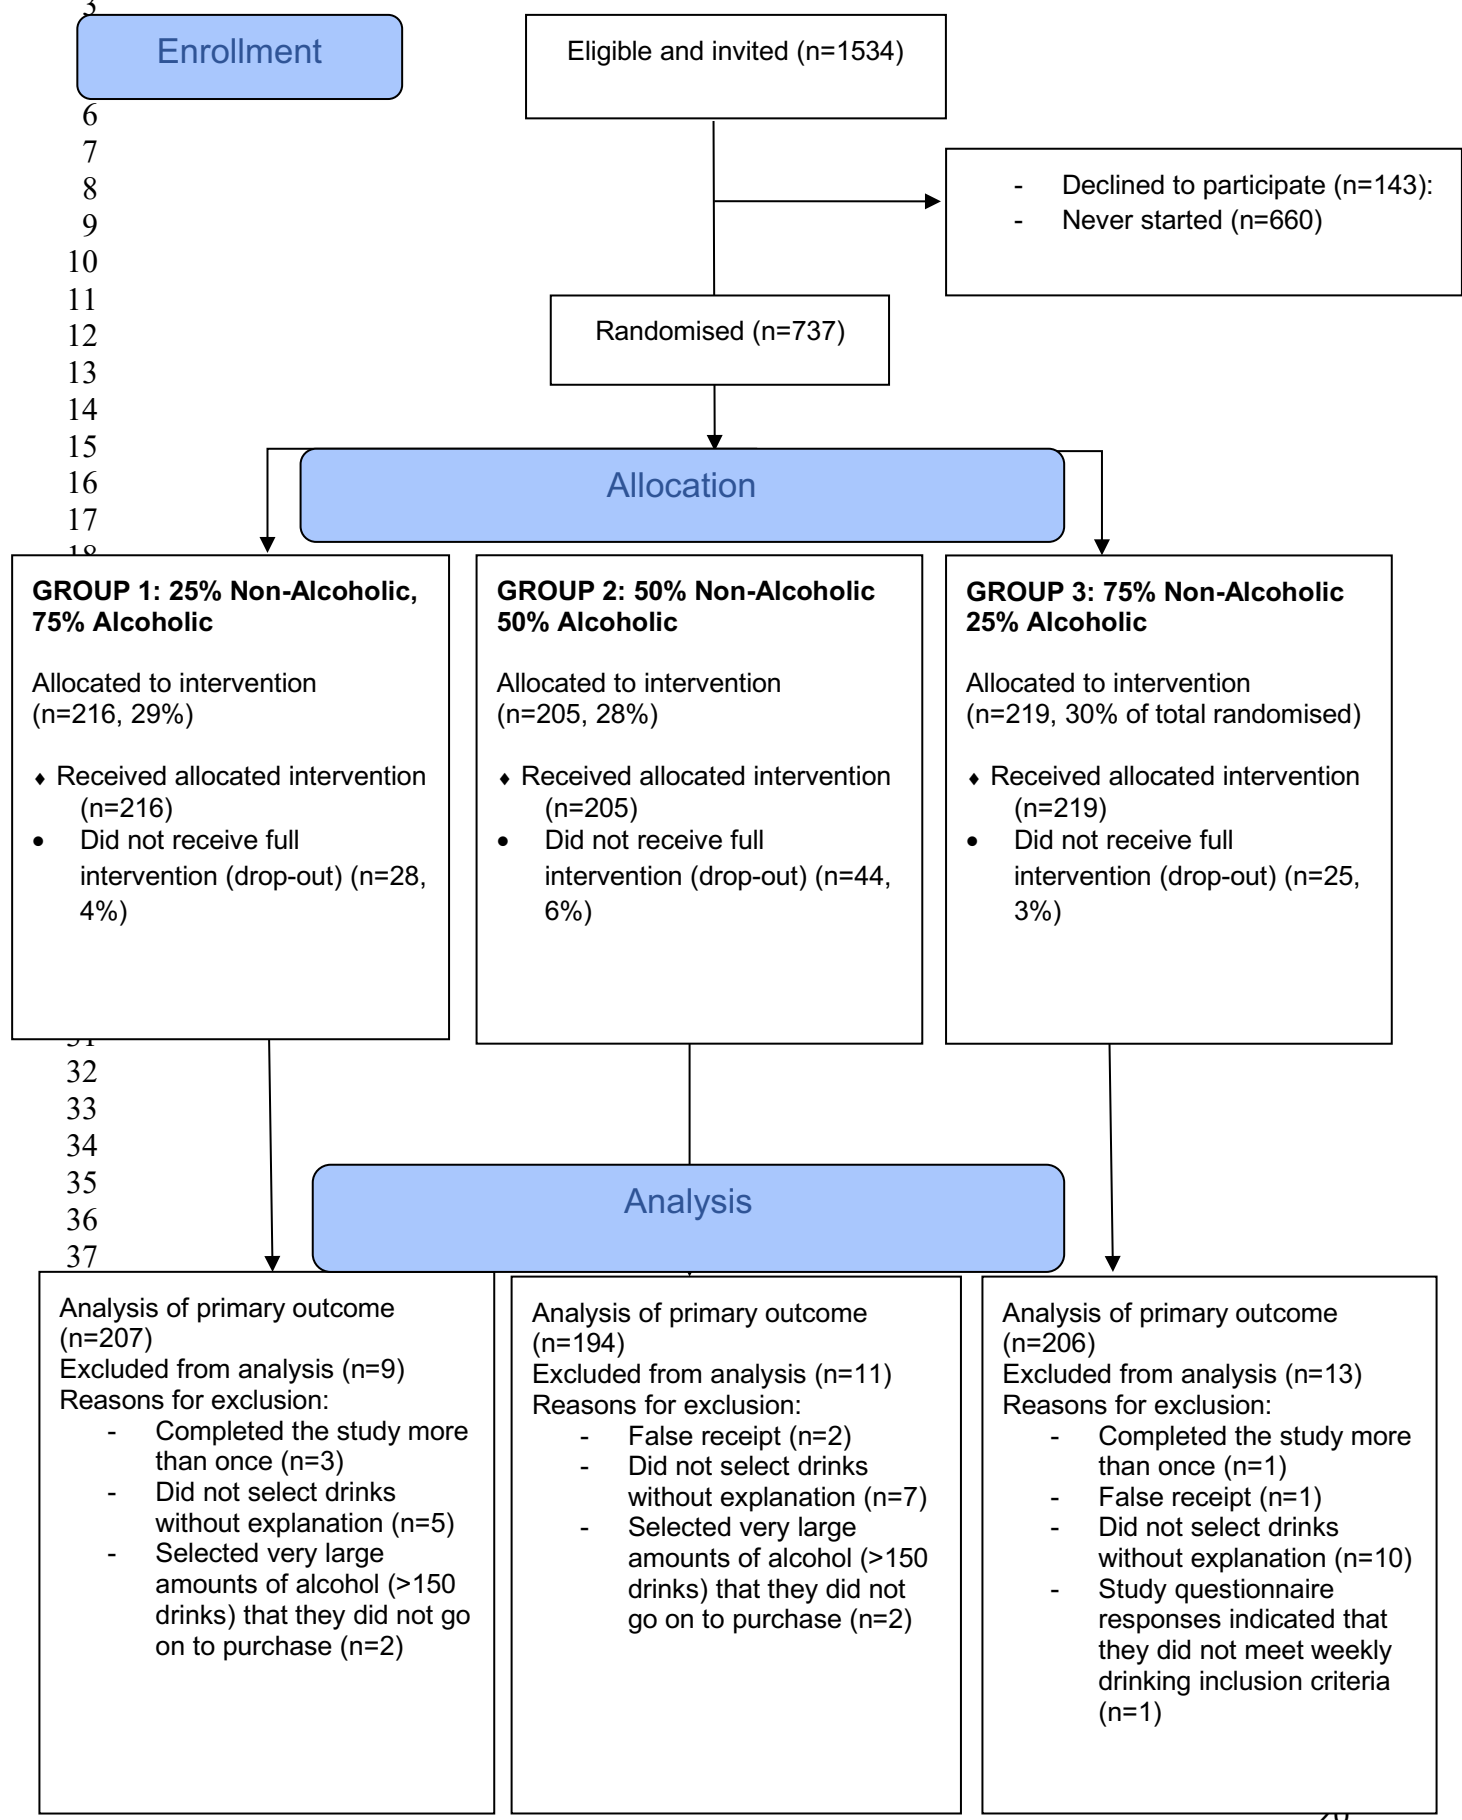 3
Enrollment
Eligible and invited (n=1534)
6
7
- Declined to participate (n=143):
8
- Never started (n=660)
9
10
11
Randomised (n=737)
12
13
14
15
Allocation
16
17
18
GROUP 1: 25% Non-Alcoholic,
75% Alcoholic
Allocated to intervention
(n=216, 29%)
♦ Received allocated intervention
(n=216)
• Did not receive full
intervention (drop-out) (n=28,
4%)
GROUP 2: 50% Non-Alcoholic
50% Alcoholic
Allocated to intervention
(n=205, 28%)
♦ Received allocated intervention
(n=205)
• Did not receive full
intervention (drop-out) (n=44,
6%)
GROUP 3: 75% Non-Alcoholic
25% Alcoholic
Allocated to intervention
(n=219, 30% of total randomised)
♦ Received allocated intervention
(n=219)
• Did not receive full
intervention (drop-out) (n=25,
3%)
32
33
34
35
Analysis
36
37
Analysis of primary outcome
(n=207)
Excluded from analysis (n=9)
Reasons for exclusion:
- Completed the study more
than once (n=3)
- Did not select drinks
without explanation (n=5)
- Selected very large
amounts of alcohol (>150
drinks) that they did not go
on to purchase (n=2)
Analysis of primary outcome
(n=194)
Excluded from analysis (n=11)
Reasons for exclusion:
- False receipt (n=2)
- Did not select drinks
without explanation (n=7)
- Selected very large
amounts of alcohol (>150
drinks) that they did not
go on to purchase (n=2)
Analysis of primary outcome
(n=206)
Excluded from analysis (n=13)
Reasons for exclusion:
- Completed the study more
than once (n=1)
- False receipt (n=1)
- Did not select drinks
without explanation (n=10)
- Study questionnaire
responses indicated that
they did not meet weekly
drinking inclusion criteria
(n=1)